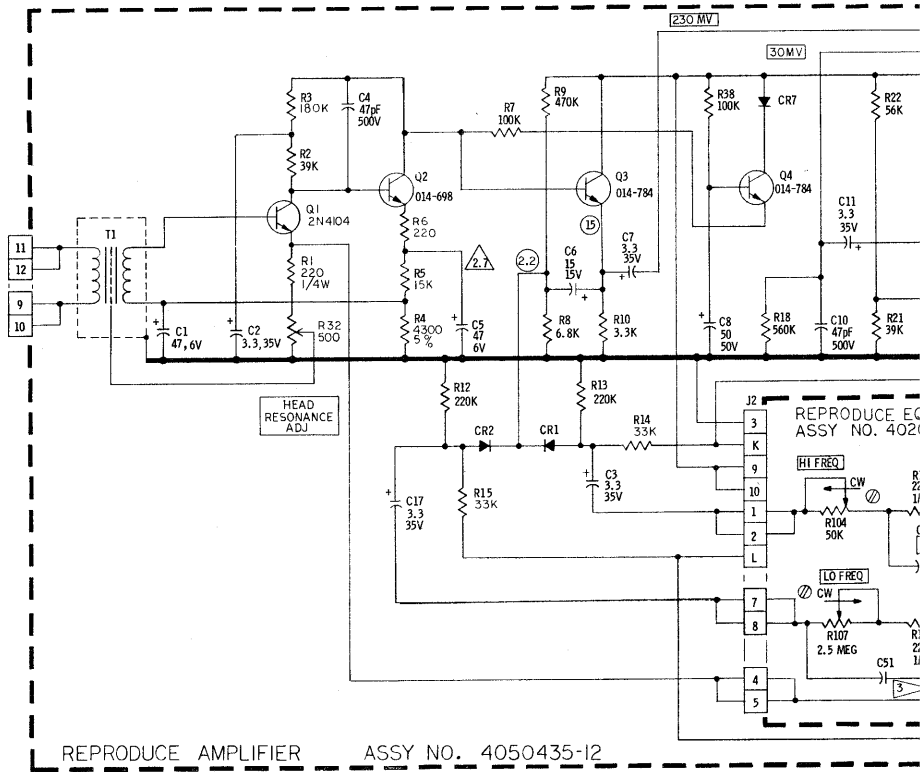 230 MV
30MV
R3
180K
C4
47pF
500V
R9
470K
R38
100K
CR7
R22
56K
R7
100K
R2
39K
Q2
014-698
Q3
014-784
Q4
014-784
Q1
2N4104
R6
220
15
C11
3.3
35V
T1
11
12
9
10
R1
220
1/4W
R5
15K
2.7
2.2
C6
15
15V
C7
3.3
35V
C1
47,6V
C2
3.3,35V
R32
500
R4
4300
5%
C5
47
6V
R8
6.8K
R10
3.3K
C8
50
50V
R18
560K
C10
47pF
500V
R21
39K
HEAD
RESONANCE
ADJ
R12
220K
R13
220K
R14
33K
CR2
CR1
J2
3
K
9
10
1
2
L
7
8
4
5
REPRODUCE EQ
ASSY NO. 402
HI FREQ
CW
R104
50K
C17
3.3
35V
R15
33K
C3
3.3
35V
LO FREQ
CW
R107
2.5 MEG
C51
3
REPRODUCE AMPLIFIER ASSY NO. 4050435-12